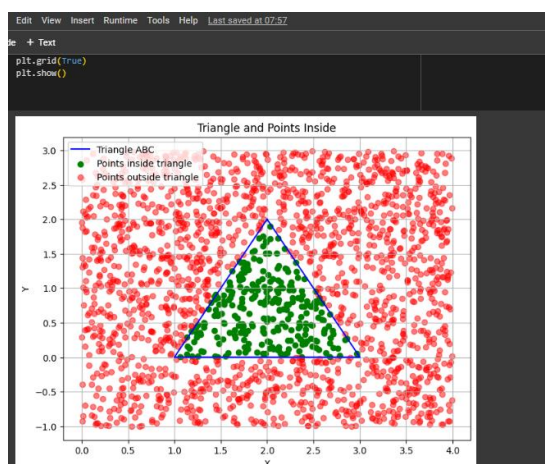 Edit View Insert Runtime Tools Help Last saved at 07:57
de + Text
plt.grid(True)
plt.show()
Triangle and Points Inside
Triangle ABC
Points inside triangle
Points outside triangle
3.0
2.5
2.0
1.5
1.0
0.5
0.0
−0.5
−1.0
Y
0.0 0.5 1.0 1.5 2.0 2.5 3.0 3.5 4.0
X